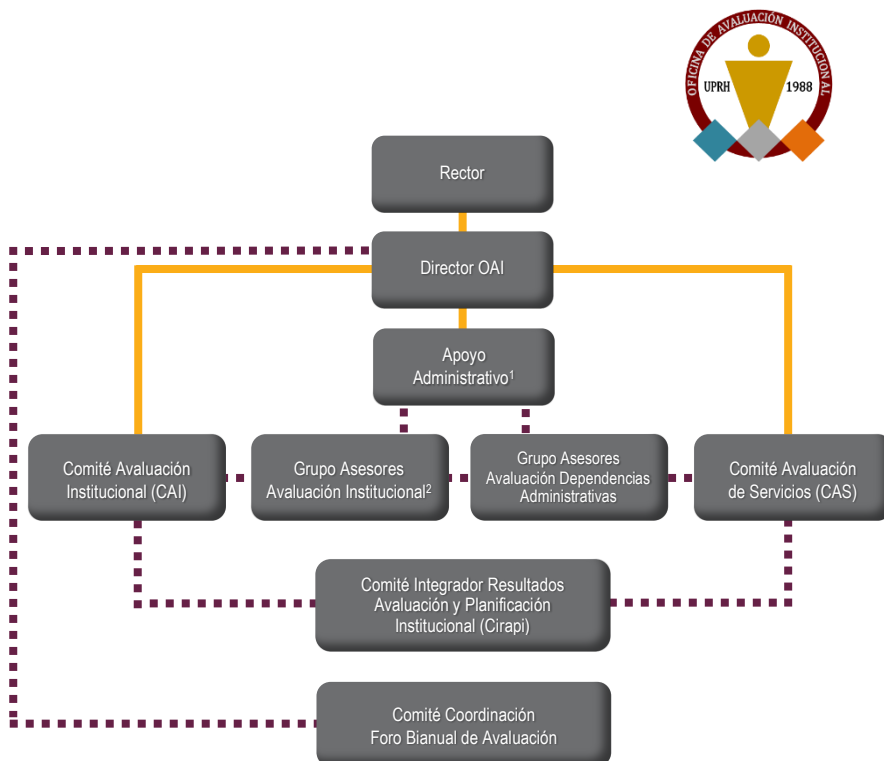 OFICINA DE AVALUACIÓN INSTITUCIONAL
UPRH
1988
Rector
Director OAI
Apoyo
Administrativo¹
Comité Avaluación
Institucional (CAI)
Grupo Asesores
Avaluación Institucional²
Grupo Asesores
Avaluación Dependencias
Administrativas
Comité Avaluación
de Servicios (CAS)
Comité Integrador Resultados
Avaluación y Planificación
Institucional (Cirapi)
Comité Coordinación
Foro Bianual de Avaluación